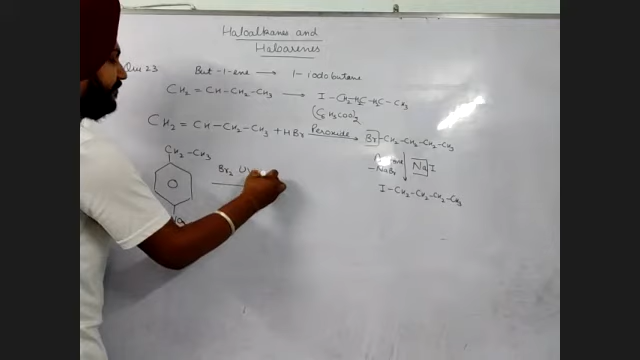 Haloalkanes and
Haloarenes
Que 23 But-1-ene ⟶ 1-iodobutane
CH2 = CH-CH2-CH3 ⟶ I-CH2-H2C-H2C-CH3
(C6H5COO)2
CH2 = CH-CH2-CH3 + HBr Peroxide ⟶ Br-CH2-CH2-CH2-CH3
CH2-CH3
Br2 UV
-NaBr NaI
I-CH2-CH2-CH2-CH3